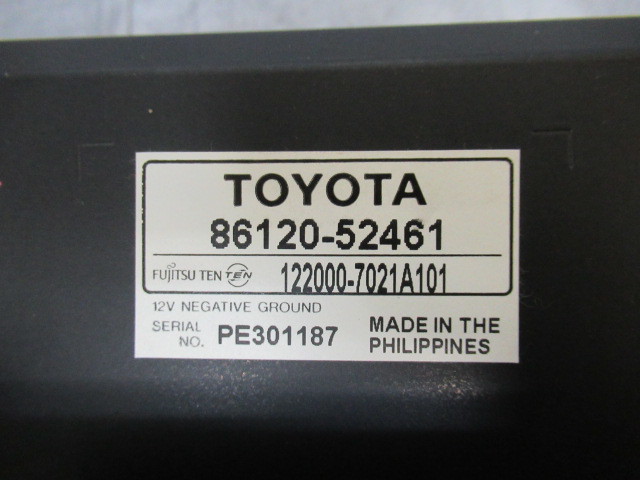 TOYOTA
86120-52461
FUJITSU TEN TEN 122000-7021A101
12V NEGATIVE GROUND
SERIAL NO. PE301187
MADE IN THE PHILIPPINES